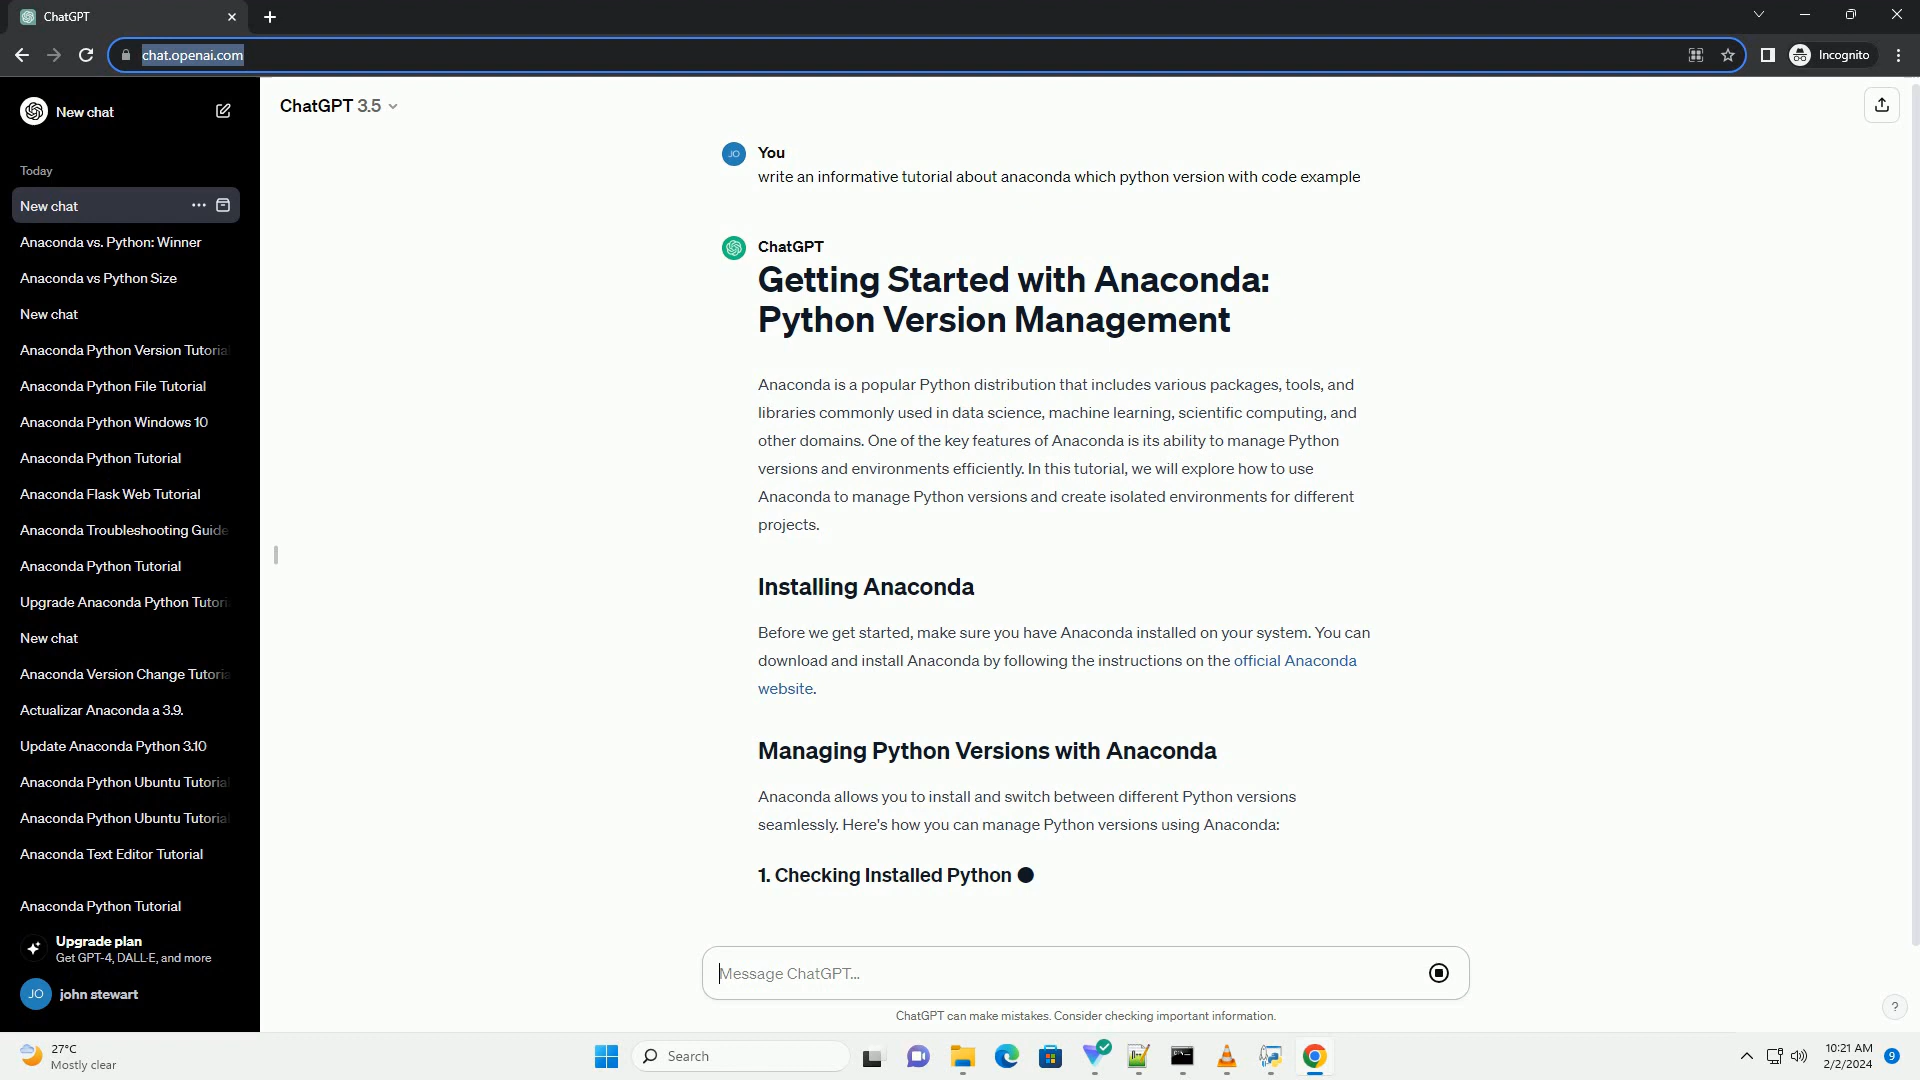 ChatGPT
chat.openai.com
Incognito
New chat
Today
New chat
Anaconda vs. Python: Winner
Anaconda vs Python Size
New chat
Anaconda Python Version Tutoria
Anaconda Python File Tutorial
Anaconda Python Windows 10
Anaconda Python Tutorial
Anaconda Flask Web Tutorial
Anaconda Troubleshooting Guide
Anaconda Python Tutorial
Upgrade Anaconda Python Tutori
New chat
Anaconda Version Change Tutoria
Actualizar Anaconda a 3.9.
Update Anaconda Python 3.10
Anaconda Python Ubuntu Tutorial
Anaconda Python Ubuntu Tutorial
Anaconda Text Editor Tutorial
Anaconda Python Tutorial
Upgrade plan
Get GPT-4, DALL·E, and more
JO john stewart
ChatGPT 3.5
JO You
write an informative tutorial about anaconda which python version with code example
ChatGPT
Getting Started with Anaconda:
Python Version Management
Anaconda is a popular Python distribution that includes various packages, tools, and
libraries commonly used in data science, machine learning, scientific computing, and
other domains. One of the key features of Anaconda is its ability to manage Python
versions and environments efficiently. In this tutorial, we will explore how to use
Anaconda to manage Python versions and create isolated environments for different
projects.
Installing Anaconda
Before we get started, make sure you have Anaconda installed on your system. You can
download and install Anaconda by following the instructions on the official Anaconda
website.
Managing Python Versions with Anaconda
Anaconda allows you to install and switch between different Python versions
seamlessly. Here's how you can manage Python versions using Anaconda:
1. Checking Installed Python
Message ChatGPT...
ChatGPT can make mistakes. Consider checking important information.
?
27°C
Mostly clear
Search
10:21 AM
2/2/2024
9